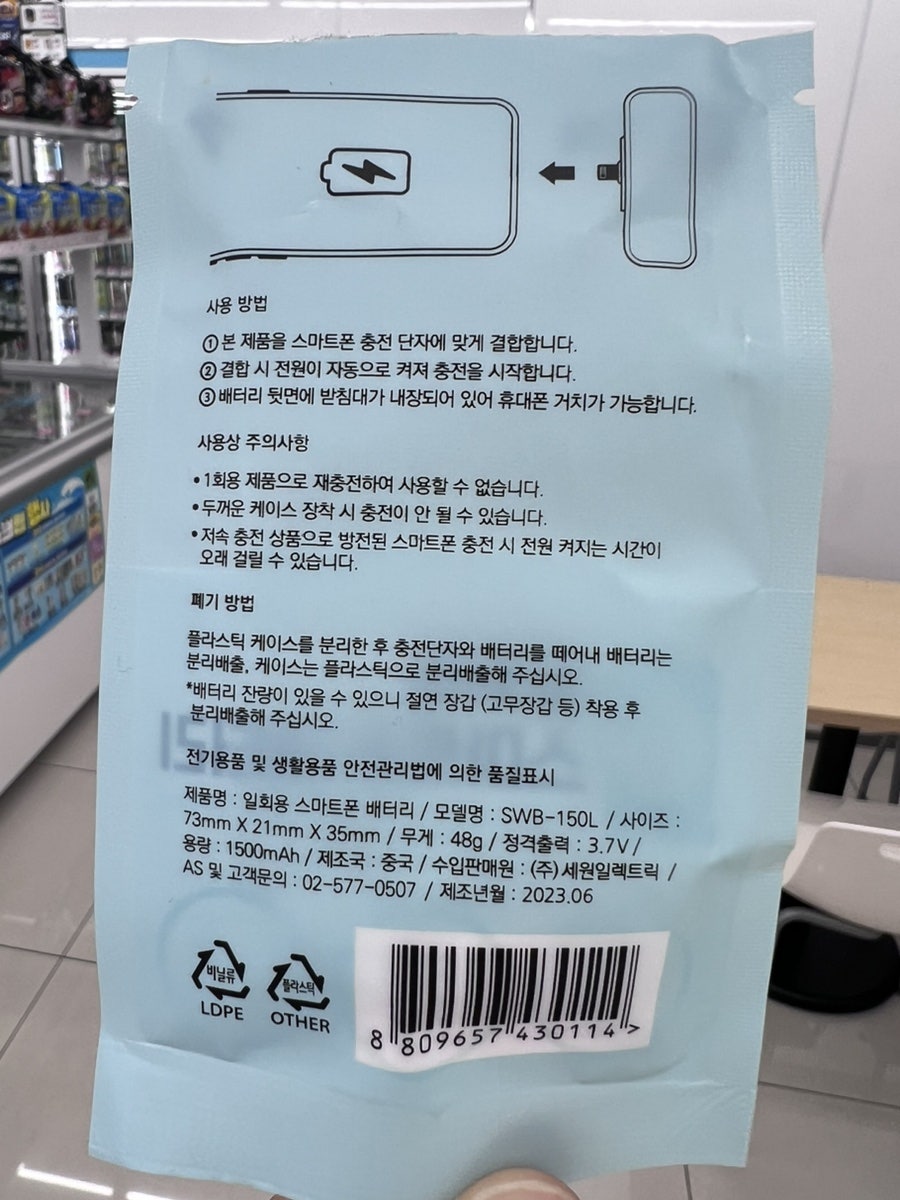 사용 방법
① 본 제품을 스마트폰 충전 단자에 맞게 결합합니다.
② 결합 시 전원이 자동으로 켜져 충전을 시작합니다.
③ 배터리 뒷면에 받침대가 내장되어 있어 휴대폰 거치가 가능합니다.
사용상 주의사항
• 1회용 제품으로 재충전하여 사용할 수 없습니다.
• 두꺼운 케이스 장착 시 충전이 안 될 수 있습니다.
• 저속 충전 상품으로 방전된 스마트폰 충전 시 전원 켜지는 시간이
오래 걸릴 수 있습니다.
폐기 방법
플라스틱 케이스를 분리한 후 충전단자와 배터리를 떼어내 배터리는
분리배출, 케이스는 플라스틱으로 분리배출해 주십시오.
*배터리 잔량이 있을 수 있으니 절연 장갑 (고무장갑 등) 착용 후
분리배출해 주십시오.
전기용품 및 생활용품 안전관리법에 의한 품질표시
제품명 : 일회용 스마트폰 배터리 / 모델명 : SWB-150L / 사이즈 :
73mm X 21mm X 35mm / 무게 : 48g / 정격출력 : 3.7V /
용량 : 1500mAh / 제조국 : 중국 / 수입판매원 : (주) 세원일렉트릭 /
AS 및 고객문의 : 02-577-0507 / 제조년월 : 2023.06
비닐류
LDPE
플라스틱
OTHER
8 809657 430114 >